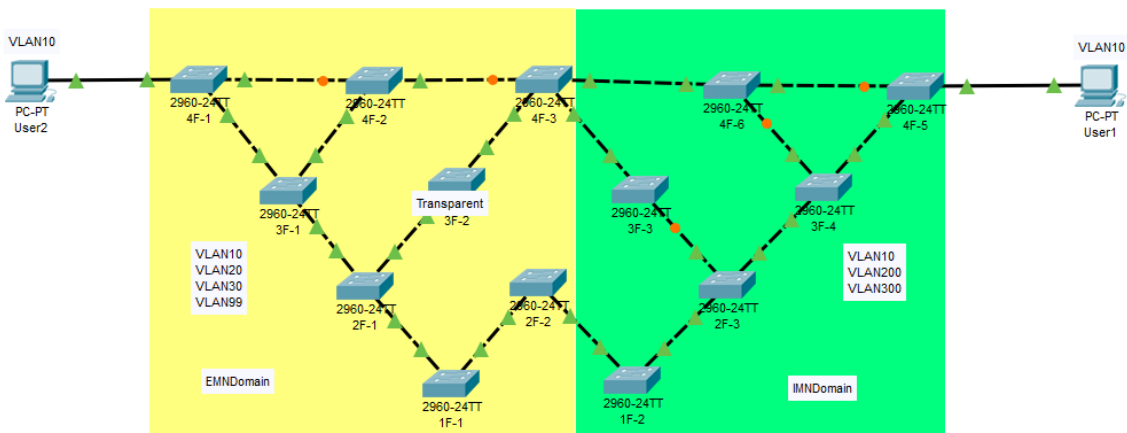 VLAN10
PC-PT
User2
2960-24TT
4F-1
2960-24TT
4F-2
2960-24TT
4F-3
2960-24TT
4F-6
2960-24TT
4F-5
VLAN10
PC-PT
User1
2960-24TT
3F-1
Transparent
3F-2
2960-24TT
3F-3
2960-24TT
3F-4
VLAN10
VLAN20
VLAN30
VLAN99
VLAN10
VLAN200
VLAN300
2960-24TT
2F-1
2960-24TT
2F-2
2960-24TT
2F-3
EMNDomain
2960-24TT
1F-1
2960-24TT
1F-2
IMNDomain